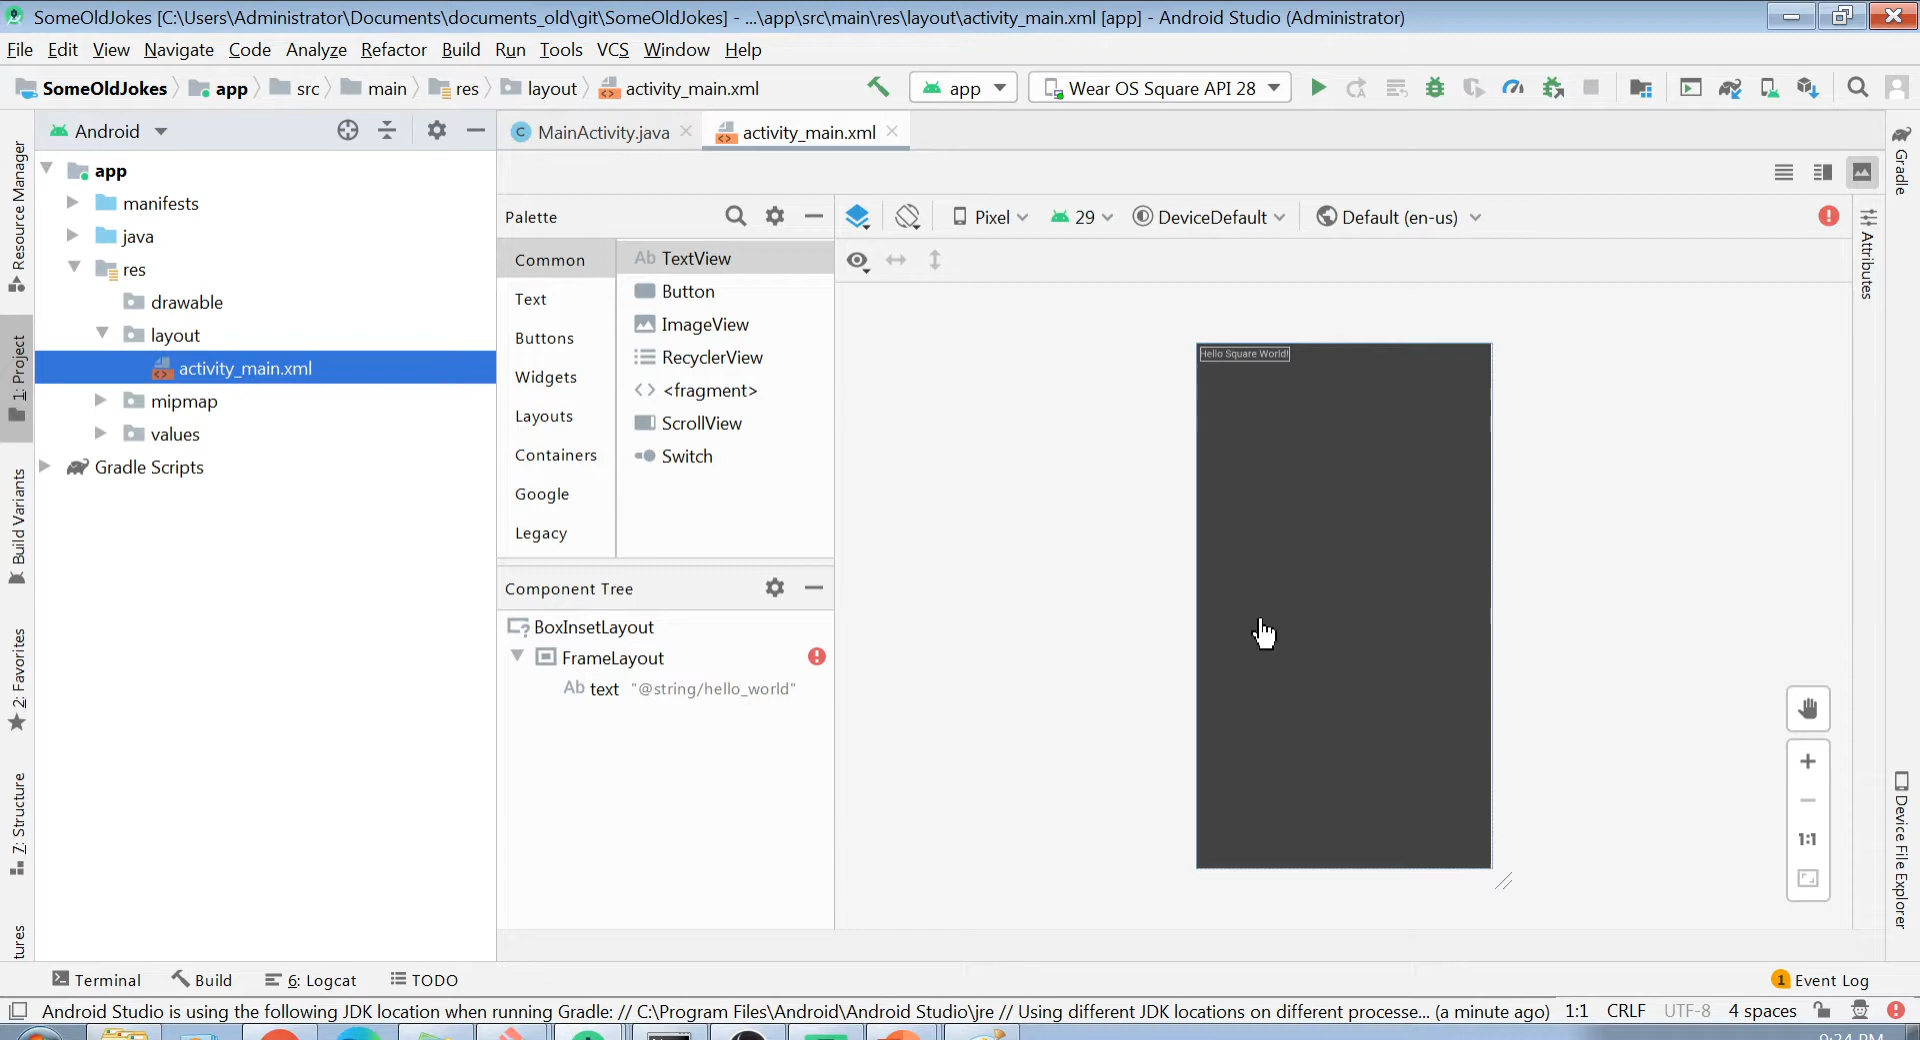 SomeOldJokes [C:\Users\Administrator\Documents\documents_old\git\SomeOldJokes] - ...\app\src\main\res\layout\activity_main.xml [app] - Android Studio (Administrator)
File Edit View Navigate Code Analyze Refactor Build Run Tools VCS Window Help
SomeOldJokes app src main res layout activity_main.xml app Wear OS Square API 28
Android
MainActivity.java activity_main.xml
Resource Manager
1: Project
Build Variants
2: Favorites
7: Structure
tures
app
manifests
java
res
drawable
layout
activity_main.xml
mipmap
values
Gradle Scripts
Palette
Common
Text
Buttons
Widgets
Layouts
Containers
Google
Legacy
Ab TextView
Button
ImageView
RecyclerView
<> <fragment>
ScrollView
Switch
Component Tree
BoxInsetLayout
FrameLayout
Ab text "@string/hello_world"
Pixel 29 DeviceDefault Default (en-us)
Hello Square World!
1:1
Gradle
Attributes
Device File Explorer
Terminal Build 6: Logcat TODO 1 Event Log
Android Studio is using the following JDK location when running Gradle: // C:\Program Files\Android\Android Studio\jre // Using different JDK locations on different processe... (a minute ago) 1:1 CRLF UTF-8 4 spaces